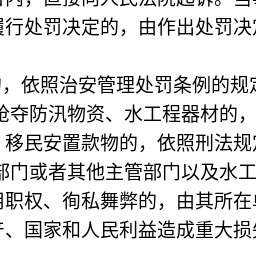 内，直接向人民法院起诉。当
履行处罚决定的，由作出处罚决定
，依照治安管理处罚条例的规定
抢夺防汛物资、水工程器材的，
移民安置款物的，依照刑法规定
部门或者其他主管部门以及水工
用职权、徇私舞弊的，由其所在单
产、国家和人民利益造成重大损失